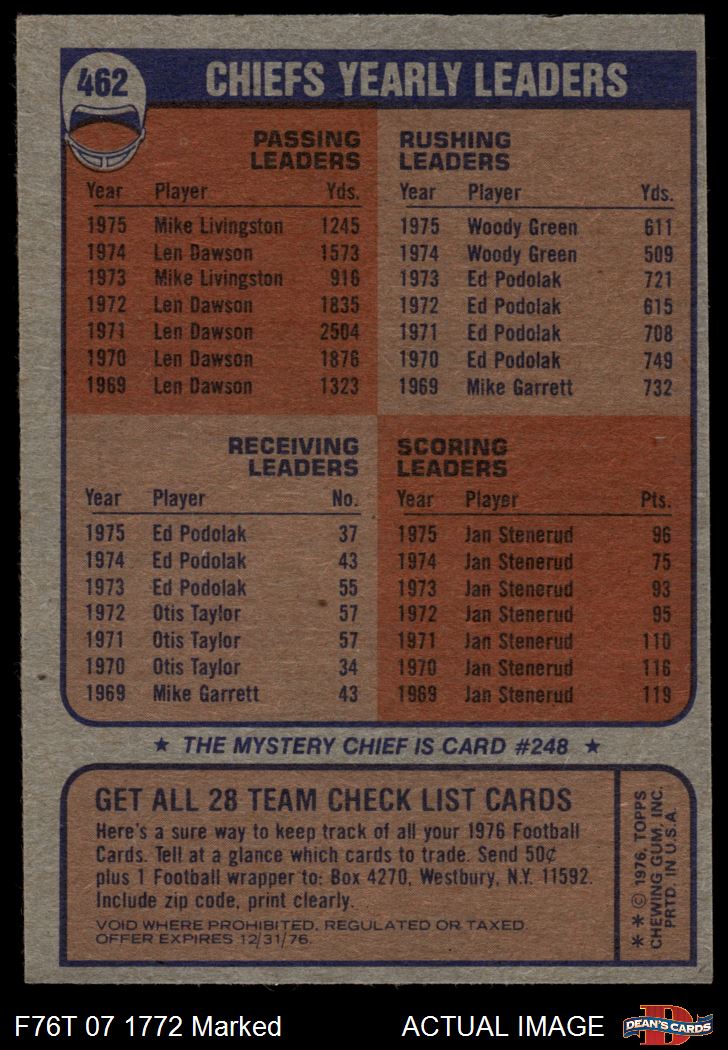 462
CHIEFS YEARLY LEADERS
PASSING
LEADERS
Year Player Yds.
1975 Mike Livingston 1245
1974 Len Dawson 1573
1973 Mike Livingston 916
1972 Len Dawson 1835
1971 Len Dawson 2504
1970 Len Dawson 1876
1969 Len Dawson 1323
RUSHING
LEADERS
Year Player Yds.
1975 Woody Green 611
1974 Woody Green 509
1973 Ed Podolak 721
1972 Ed Podolak 615
1971 Ed Podolak 708
1970 Ed Podolak 749
1969 Mike Garrett 732
RECEIVING
LEADERS
Year Player No.
1975 Ed Podolak 37
1974 Ed Podolak 43
1973 Ed Podolak 55
1972 Otis Taylor 57
1971 Otis Taylor 57
1970 Otis Taylor 34
1969 Mike Garrett 43
SCORING
LEADERS
Year Player Pts.
1975 Jan Stenerud 96
1974 Jan Stenerud 75
1973 Jan Stenerud 93
1972 Jan Stenerud 95
1971 Jan Stenerud 110
1970 Jan Stenerud 116
1969 Jan Stenerud 119
★ THE MYSTERY CHIEF IS CARD #248 ★
GET ALL 28 TEAM CHECK LIST CARDS
Here's a sure way to keep track of all your 1976 Football
Cards. Tell at a glance which cards to trade. Send 50¢
plus 1 Football wrapper to: Box 4270, Westbury, N.Y. 11592.
Include zip code, print clearly.
VOID WHERE PROHIBITED, REGULATED OR TAXED
OFFER EXPIRES 12/31/76.
* * © 1976, TOPPS
CHEWING GUM, INC.
PRTD. IN U.S.A.
F76T 07 1772 Marked
ACTUAL IMAGE
D
DEAN'S CARDS